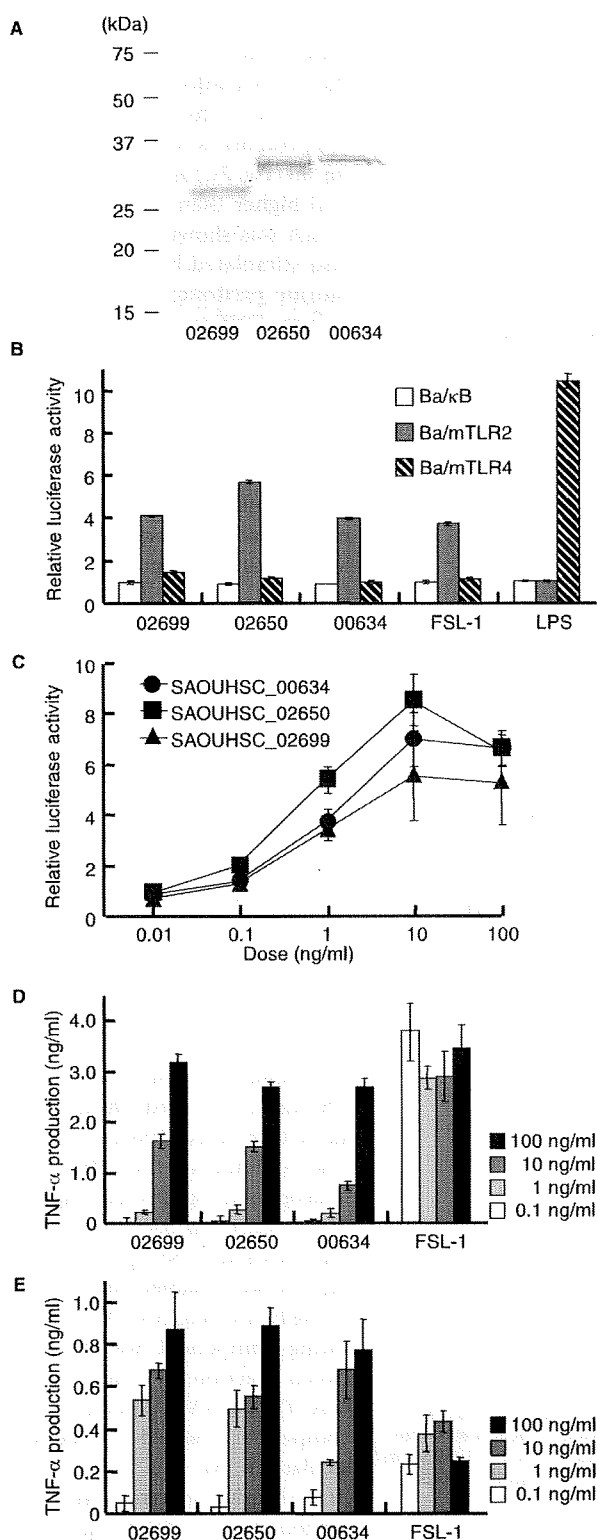 A
(kDa)
75
50
37
25
20
15
02699 02650 00634
B
Relative luciferase activity
10
8
6
4
2
0
Ba/κB
Ba/mTLR2
Ba/mTLR4
02699 02650 00634 FSL-1 LPS
C
Relative luciferase activity
10
8
6
4
2
0
SAOUHSC_00634
SAOUHSC_02650
SAOUHSC_02699
0.01 0.1 1 10 100
Dose (ng/ml)
D
TNF-α production (ng/ml)
4.0
3.0
2.0
1.0
0
100 ng/ml
10 ng/ml
1 ng/ml
0.1 ng/ml
02699 02650 00634 FSL-1
E
TNF-α production (ng/ml)
1.0
0.8
0.6
0.4
0.2
0
100 ng/ml
10 ng/ml
1 ng/ml
0.1 ng/ml
02699 02650 00634 FSL-1